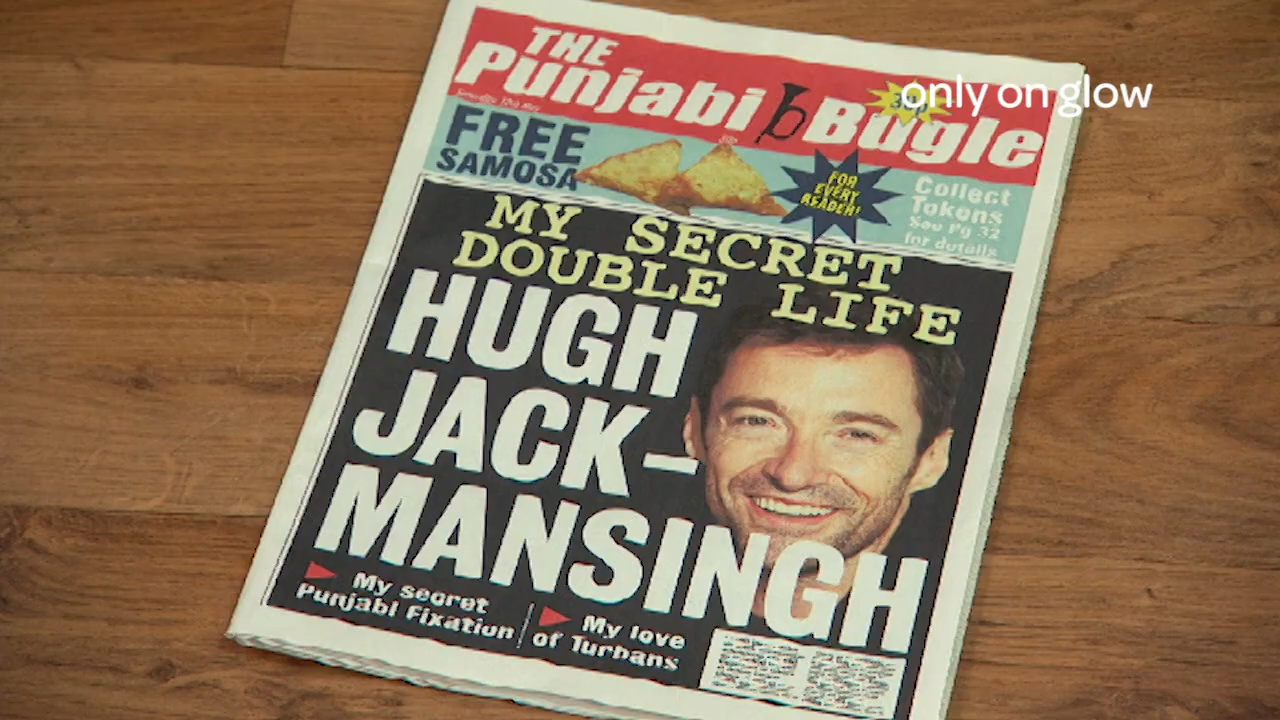 only on glow
THE
Punjabi Bugle
30p
FREE
SAMOSA
FOR
EVERY
READER!
Collect
Tokens
See Pg 32
for details
MY SECRET
DOUBLE LIFE
HUGH
JACK-
MANSINGH
My secret
Punjabi Fixation
My love
of Turbans